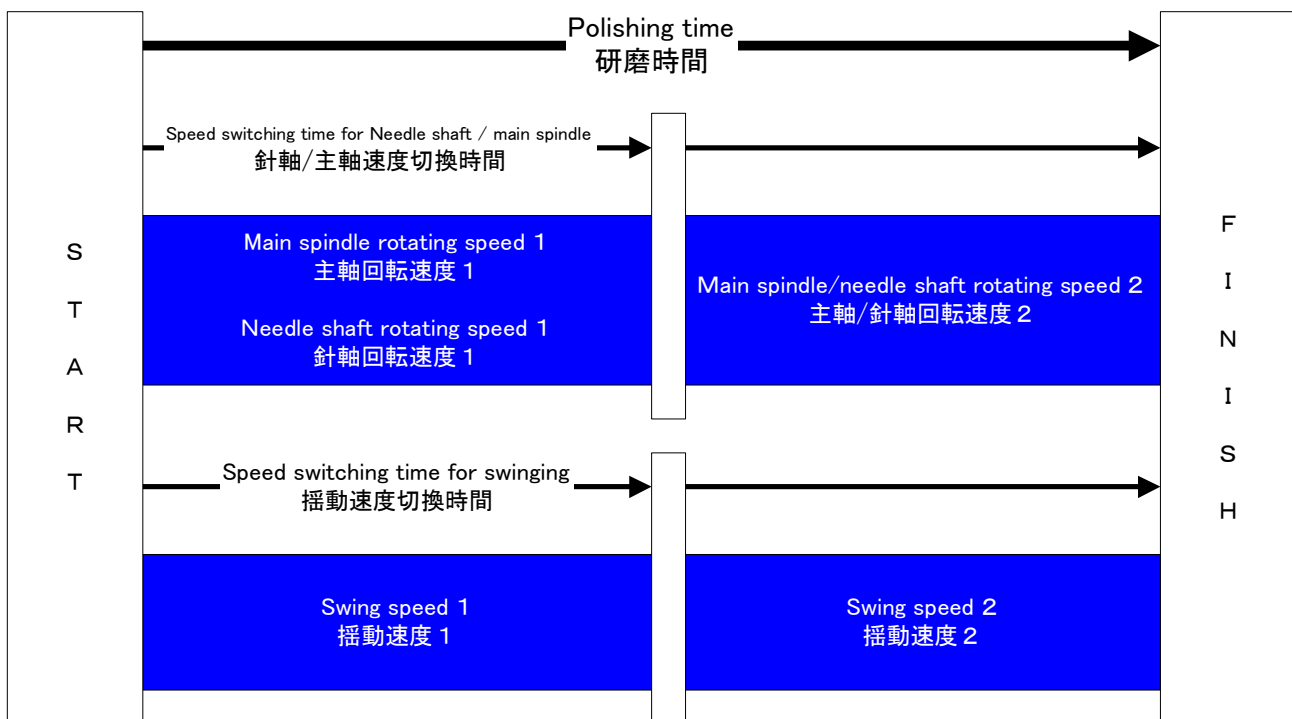 Polishing time
研磨時間
Speed switching time for Needle shaft / main spindle
針軸/主軸速度切換時間
START
Main spindle rotating speed 1
主軸回転速度1
Needle shaft rotating speed 1
針軸回転速度1
Main spindle/needle shaft rotating speed 2
主軸/針軸回転速度2
FINISH
Speed switching time for swinging
揺動速度切換時間
Swing speed 1
揺動速度1
Swing speed 2
揺動速度2